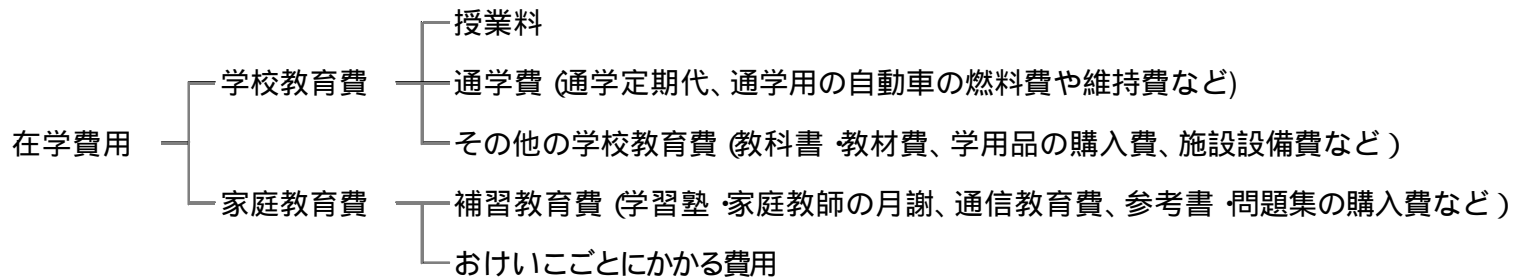 授業料
学校教育費 通学費（通学定期代、通学用の自動車の燃料費や維持費など)
在学費用 その他の学校教育費（教科書・教材費、学用品の購入費、施設設備費など）
家庭教育費 補習教育費（学習塾・家庭教師の月謝、通信教育費、参考書・問題集の購入費など）
おけいこごとにかかる費用